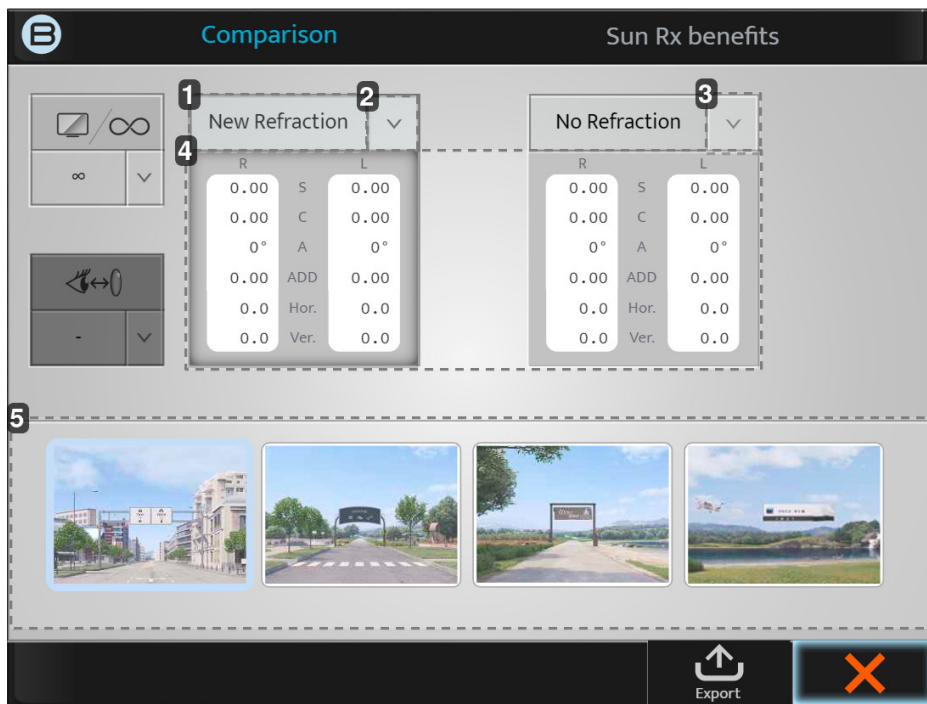 B Comparison Sun Rx benefits
1 2 3
New Refraction No Refraction
∞
4
R L R L
0.00 S 0.00 0.00 S 0.00
0.00 C 0.00 0.00 C 0.00
0° A 0° 0° A 0°
0.00 ADD 0.00 0.00 ADD 0.00
0.0 Hor. 0.0 0.0 Hor. 0.0
- 0.0 Ver. 0.0 0.0 Ver. 0.0
5
Export